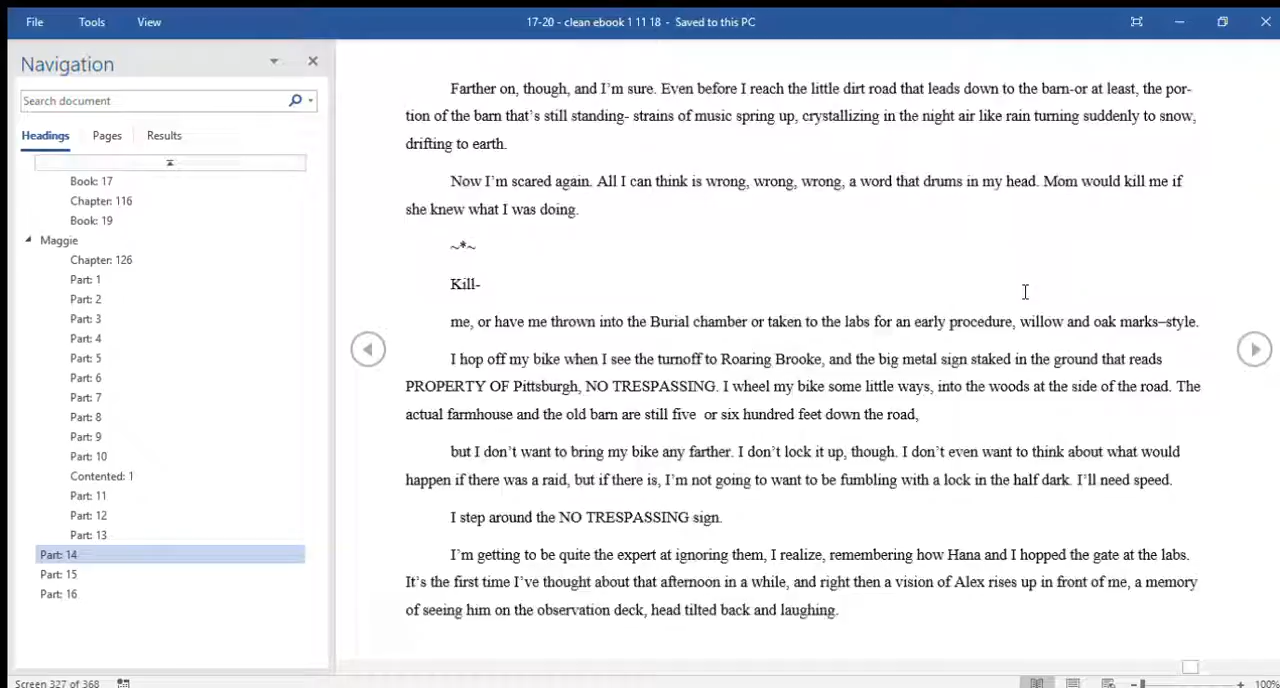 File Tools View 17-20 - clean ebook 1 11 18 - Saved to this PC
Navigation
Search document
Headings Pages Results
Book: 17
Chapter: 116
Book: 19
Maggie
Chapter: 126
Part: 1
Part: 2
Part: 3
Part: 4
Part: 5
Part: 6
Part: 7
Part: 8
Part: 9
Part: 10
Contented: 1
Part: 11
Part: 12
Part: 13
Part: 14
Part: 15
Part: 16
Farther on, though, and I'm sure. Even before I reach the little dirt road that leads down to the barn-or at least, the por-
tion of the barn that's still standing- strains of music spring up, crystallizing in the night air like rain turning suddenly to snow,
drifting to earth.
Now I'm scared again. All I can think is wrong, wrong, wrong, a word that drums in my head. Mom would kill me if
she knew what I was doing.
~*~
Kill-
me, or have me thrown into the Burial chamber or taken to the labs for an early procedure, willow and oak marks–style.
I hop off my bike when I see the turnoff to Roaring Brooke, and the big metal sign staked in the ground that reads
PROPERTY OF Pittsburgh, NO TRESPASSING. I wheel my bike some little ways, into the woods at the side of the road. The
actual farmhouse and the old barn are still five or six hundred feet down the road,
but I don't want to bring my bike any farther. I don't lock it up, though. I don't even want to think about what would
happen if there was a raid, but if there is, I'm not going to want to be fumbling with a lock in the half dark. I'll need speed.
I step around the NO TRESPASSING sign.
I'm getting to be quite the expert at ignoring them, I realize, remembering how Hana and I hopped the gate at the labs.
It's the first time I've thought about that afternoon in a while, and right then a vision of Alex rises up in front of me, a memory
of seeing him on the observation deck, head tilted back and laughing.
Screen 327 of 368
100%